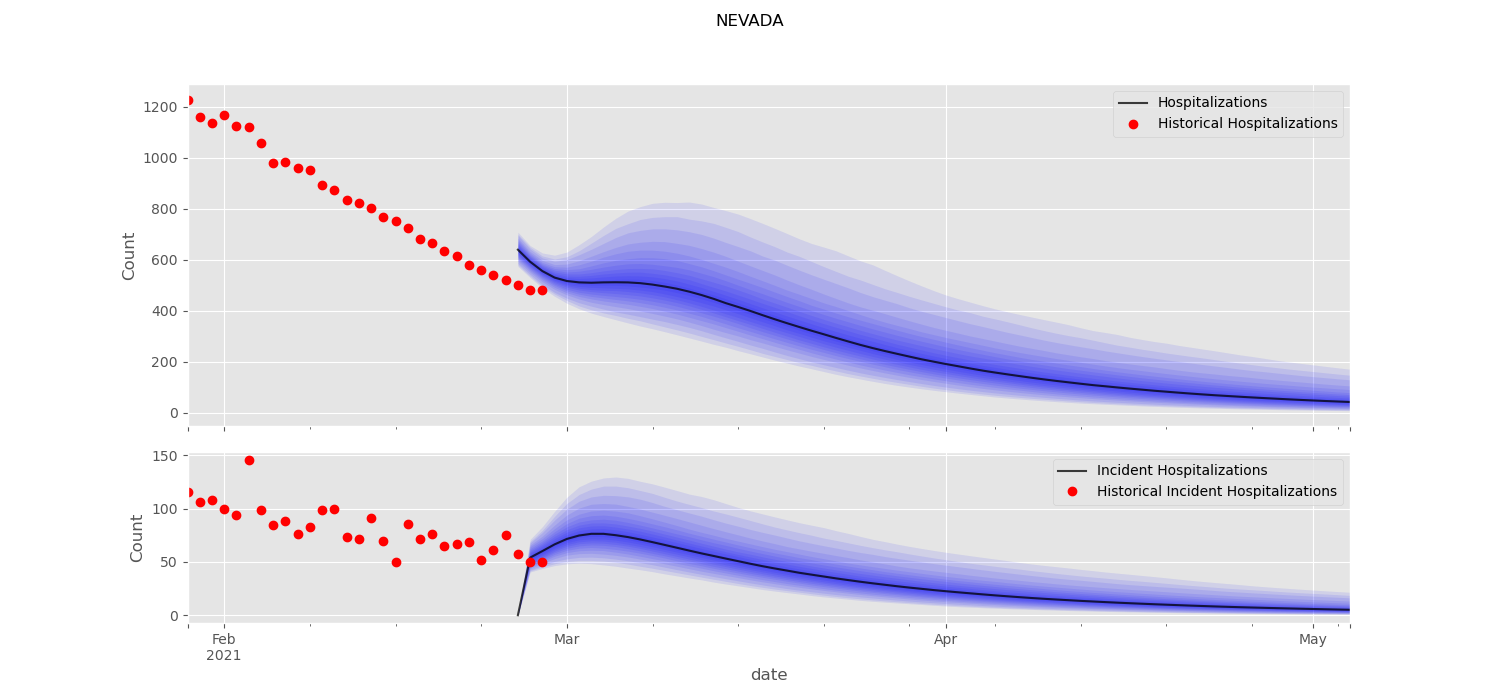 NEVADA
Count
1200
1000
800
600
400
200
0
Hospitalizations
Historical Hospitalizations
Count
150
100
50
0
Incident Hospitalizations
Historical Incident Hospitalizations
Feb
2021
Mar
Apr
May
date